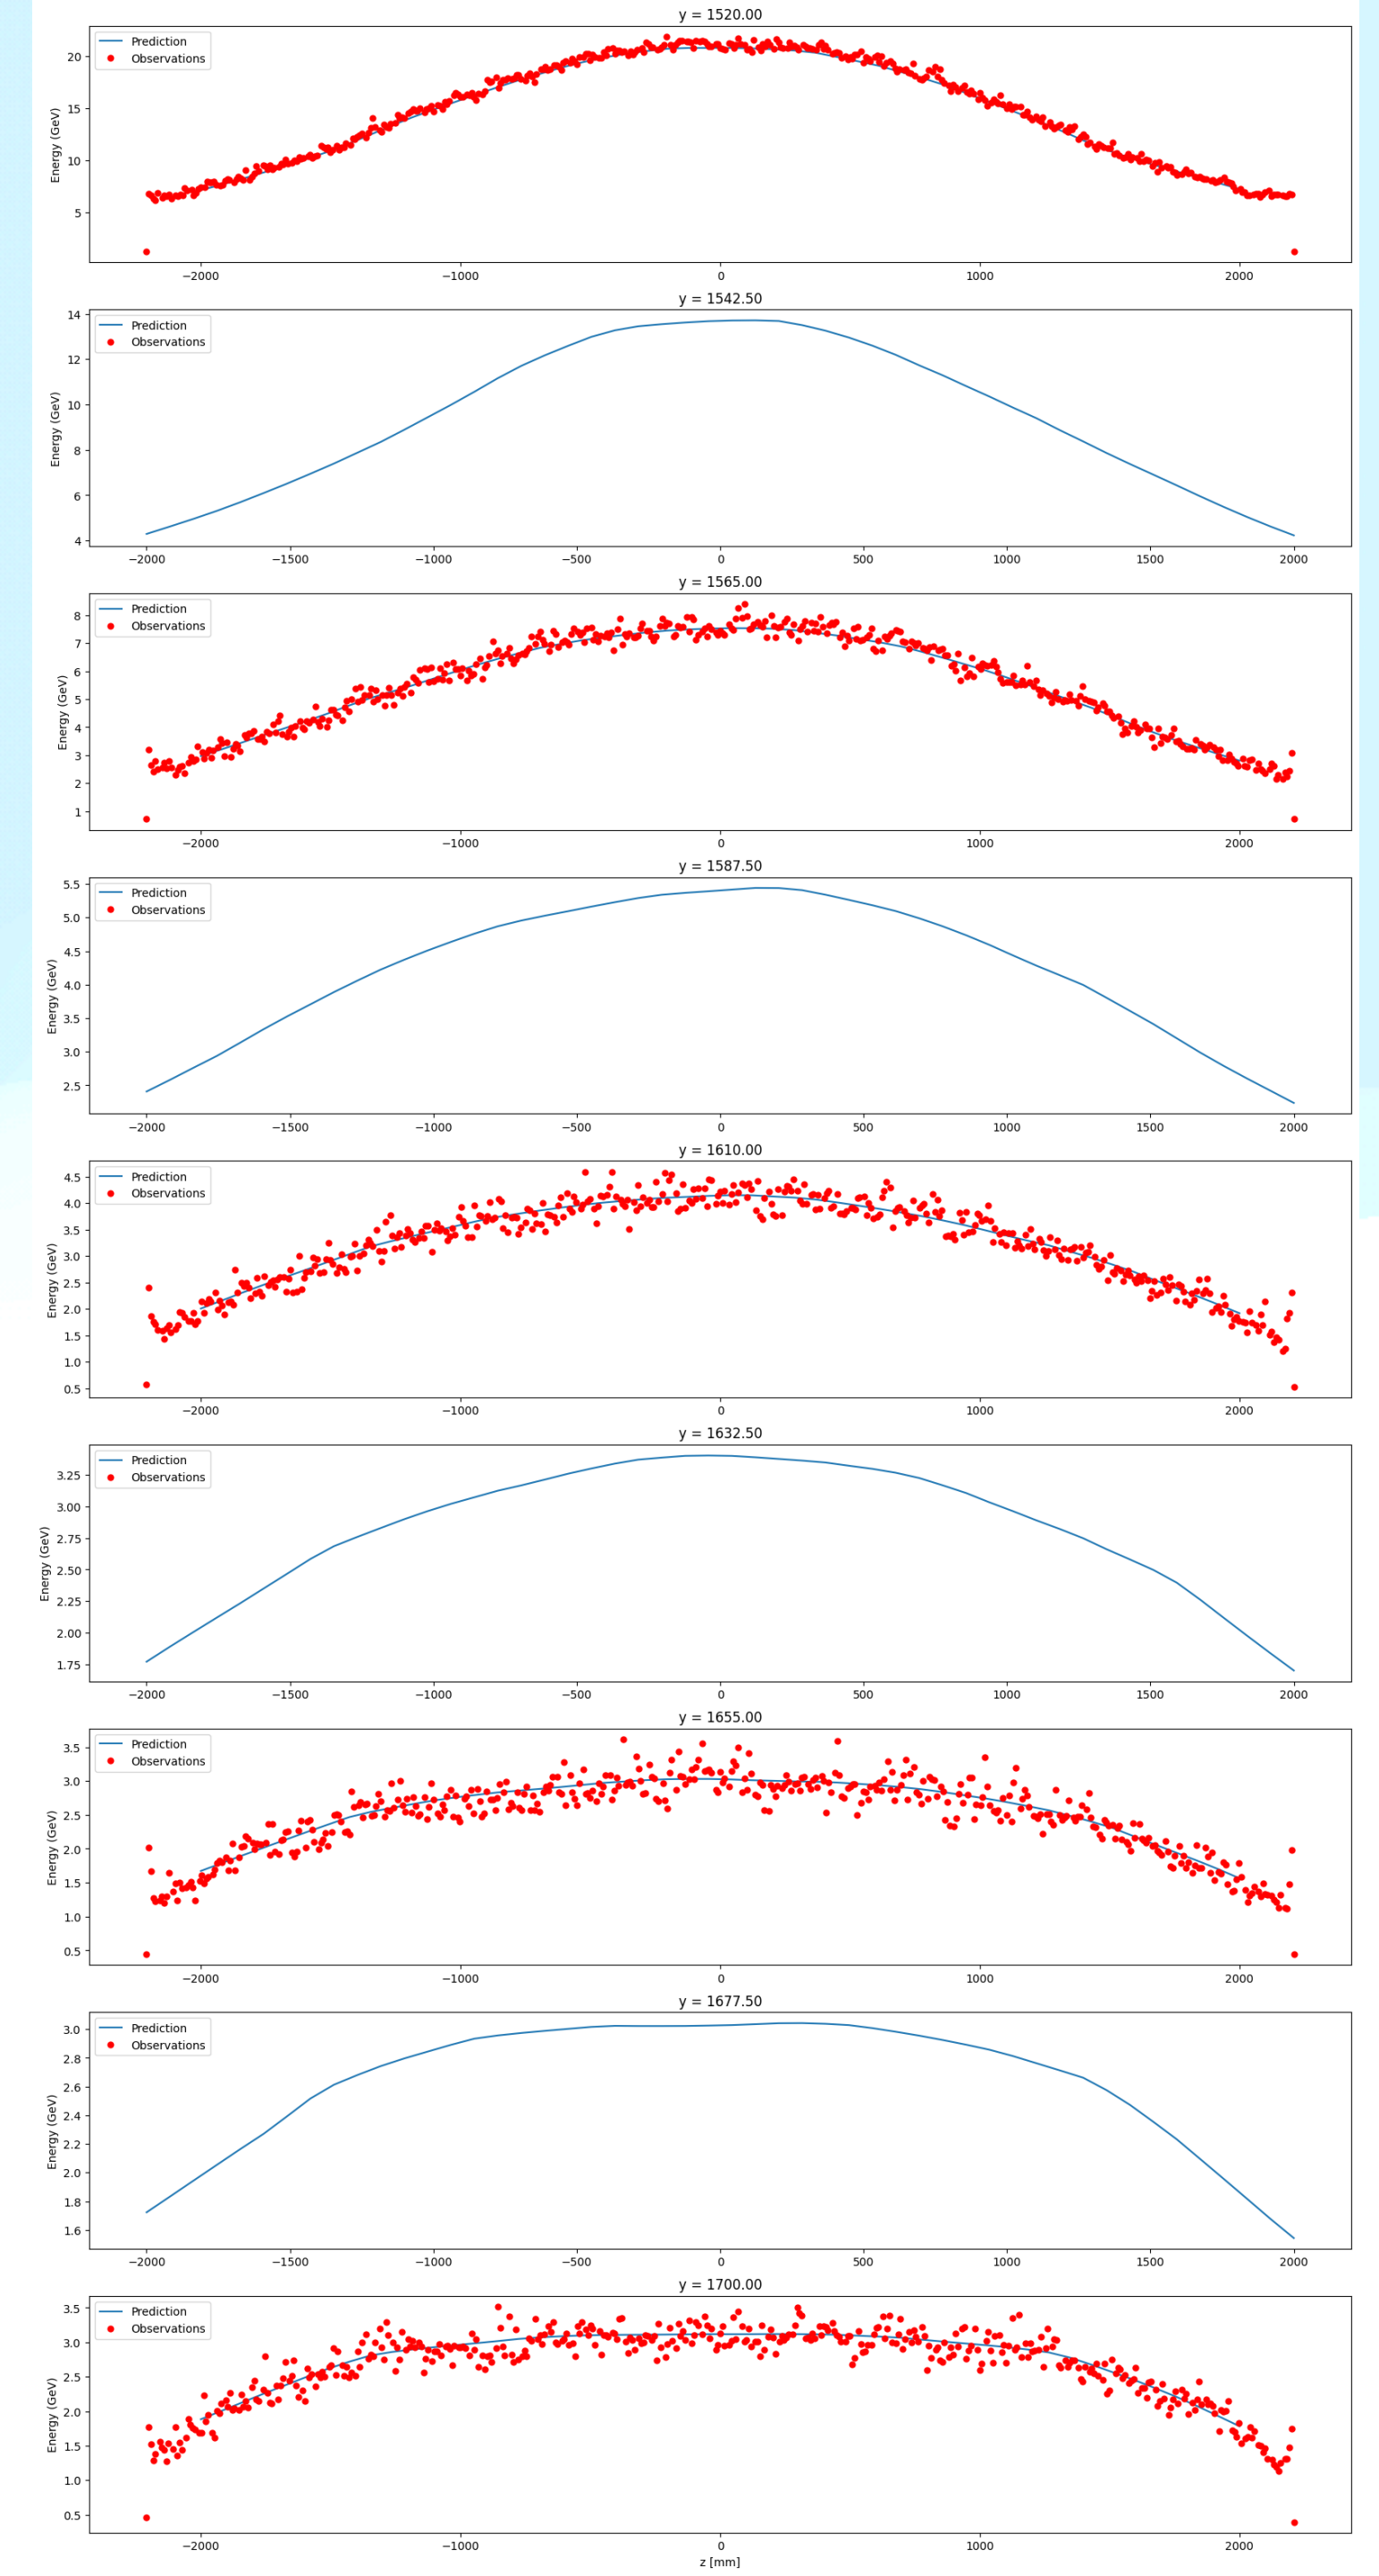 y = 1520.00
Prediction
Observations
Energy (GeV)
20
15
10
5
−2000 −1000 0 1000 2000
y = 1542.50
Prediction
Observations
Energy (GeV)
14
12
10
8
6
4
−2000 −1500 −1000 −500 0 500 1000 1500 2000
y = 1565.00
Prediction
Observations
Energy (GeV)
8
7
6
5
4
3
2
1
−2000 −1000 0 1000 2000
y = 1587.50
Prediction
Observations
Energy (GeV)
5.5
5.0
4.5
4.0
3.5
3.0
2.5
−2000 −1500 −1000 −500 0 500 1000 1500 2000
y = 1610.00
Prediction
Observations
Energy (GeV)
4.5
4.0
3.5
3.0
2.5
2.0
1.5
1.0
0.5
−2000 −1000 0 1000 2000
y = 1632.50
Prediction
Observations
Energy (GeV)
3.25
3.00
2.75
2.50
2.25
2.00
1.75
−2000 −1500 −1000 −500 0 500 1000 1500 2000
y = 1655.00
Prediction
Observations
Energy (GeV)
3.5
3.0
2.5
2.0
1.5
1.0
0.5
−2000 −1000 0 1000 2000
y = 1677.50
Prediction
Observations
Energy (GeV)
3.0
2.8
2.6
2.4
2.2
2.0
1.8
1.6
−2000 −1500 −1000 −500 0 500 1000 1500 2000
y = 1700.00
Prediction
Observations
Energy (GeV)
3.5
3.0
2.5
2.0
1.5
1.0
0.5
−2000 −1000 0 1000 2000
z [mm]